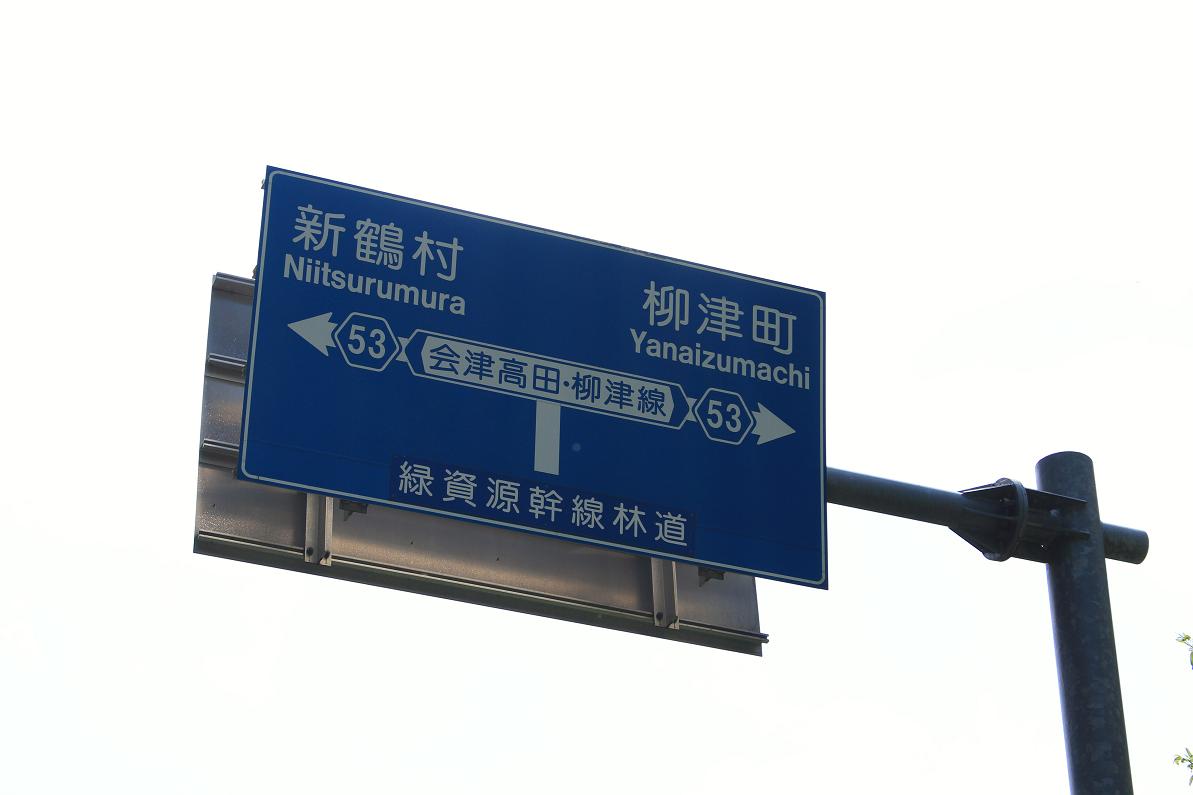 新鶴村
Niitsurumura
柳津町
Yanaizumachi
53
会津高田・柳津線
53
緑資源幹線林道